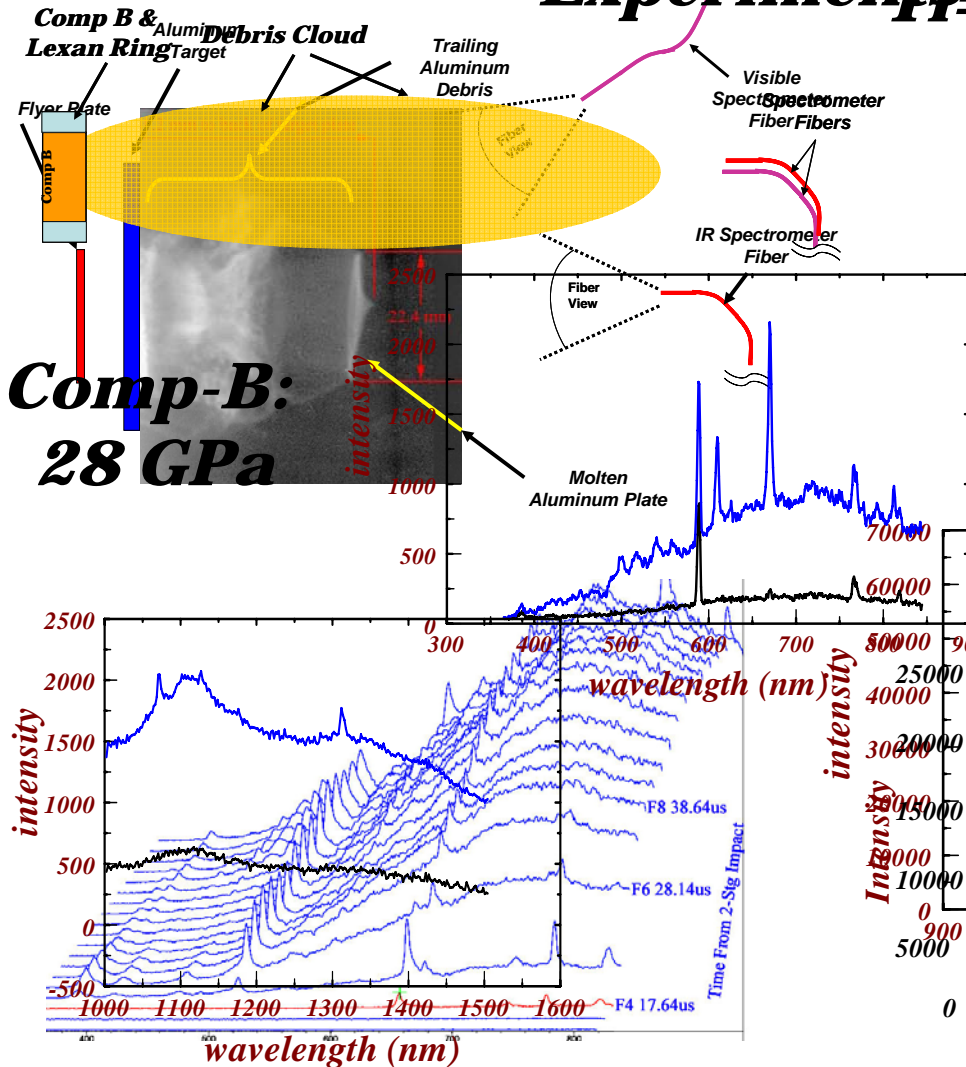 Experiment
Comp B &
Lexan Ring
Aluminum
Target
Debris Cloud
Trailing
Aluminum
Debris
Flyer Plate
Comp B
Fiber
View
Visible
Spectrometer
Fiber
Spectrometer
Fibers
IR Spectrometer
Fiber
Fiber
View
22.4 mm
Comp-B:
28 GPa
Molten
Aluminum Plate
2500
2000
1500
1000
500
0
intensity
300 400 500 600 700 800
wavelength (nm)
2500
2000
1500
1000
500
0
-500
intensity
1000 1100 1200 1300 1400 1500 1600
wavelength (nm)
F8 38.64us
F6 28.14us
F4 17.64us
Time From 2-Stg Impact
400 500 800
70000
60000
50000
40000
30000
20000
10000
0
intensity
900
Intensity
25000
20000
15000
10000
5000
0